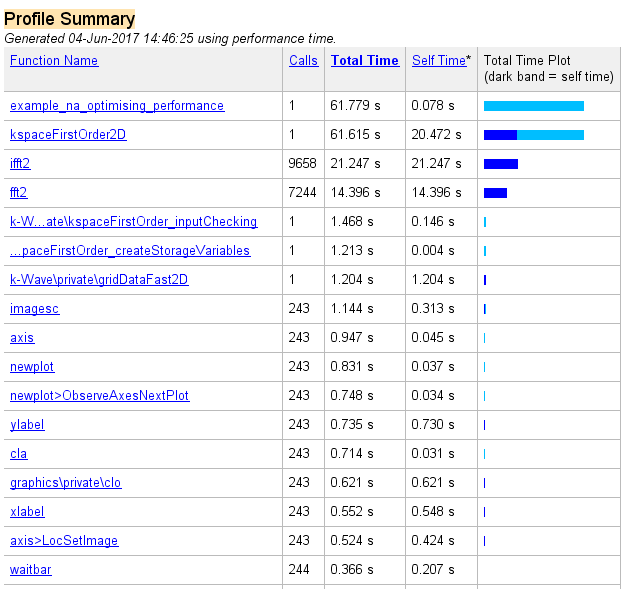 Profile Summary
Generated 04-Jun-2017 14:46:25 using performance time.
Function Name Calls Total Time Self Time* Total Time Plot
(dark band = self time)
example_na_optimising_performance 1 61.779 s 0.078 s
kspaceFirstOrder2D 1 61.615 s 20.472 s
ifft2 9658 21.247 s 21.247 s
fft2 7244 14.396 s 14.396 s
k-W...ate\kspaceFirstOrder_inputChecking 1 1.468 s 0.146 s
...paceFirstOrder_createStorageVariables 1 1.213 s 0.004 s
k-Wave\private\gridDataFast2D 1 1.204 s 1.204 s
imagesc 243 1.144 s 0.313 s
axis 243 0.947 s 0.045 s
newplot 243 0.831 s 0.037 s
newplot>ObserveAxesNextPlot 243 0.748 s 0.034 s
ylabel 243 0.735 s 0.730 s
cla 243 0.714 s 0.031 s
graphics\private\clo 243 0.621 s 0.621 s
xlabel 243 0.552 s 0.548 s
axis>LocSetImage 243 0.524 s 0.424 s
waitbar 244 0.366 s 0.207 s